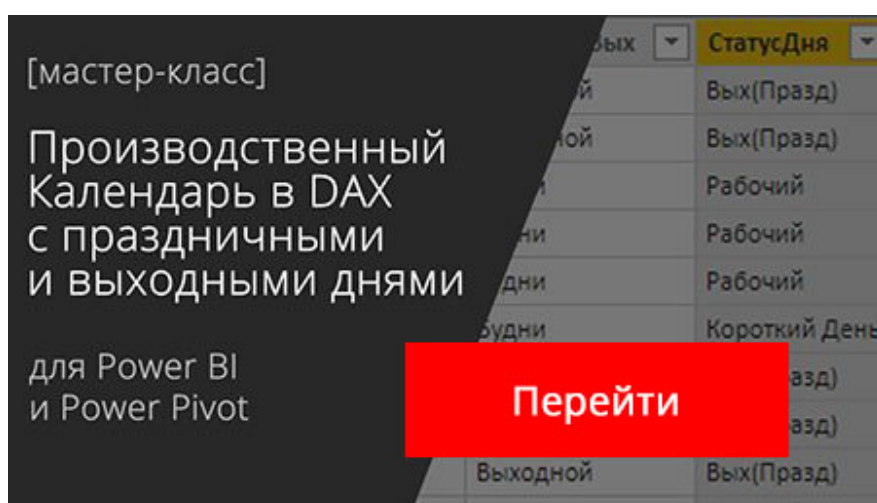 [мастер-класс]
Производственный
Календарь в DAX
с праздничными
и выходными днями
для Power BI
и Power Pivot
Перейти
СтатусДня
Вых(Празд)
Вых(Празд)
Рабочий
Рабочий
Рабочий
Будни Короткий День
Выходной Вых(Празд)